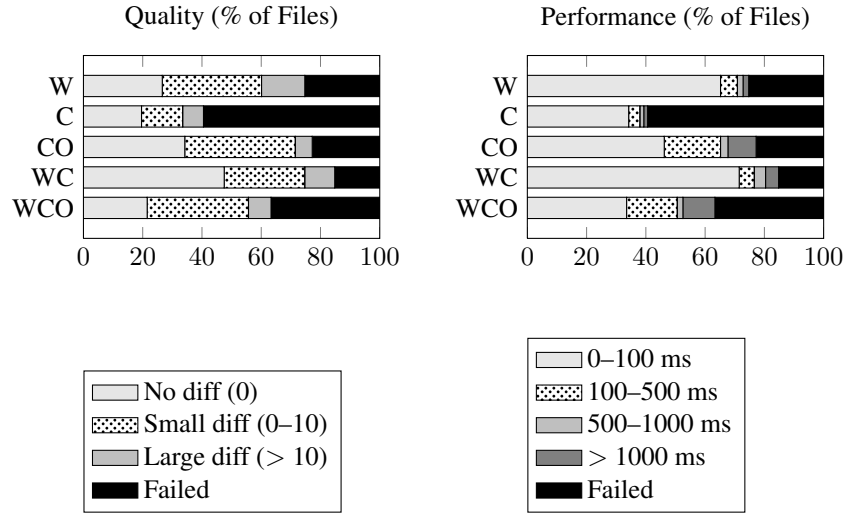 Quality (% of Files)
W
C
CO
WC
WCO
0 20 40 60 80 100
No diff (0)
Small diff (0–10)
Large diff (> 10)
Failed
Performance (% of Files)
W
C
CO
WC
WCO
0 20 40 60 80 100
0–100 ms
100–500 ms
500–1000 ms
> 1000 ms
Failed